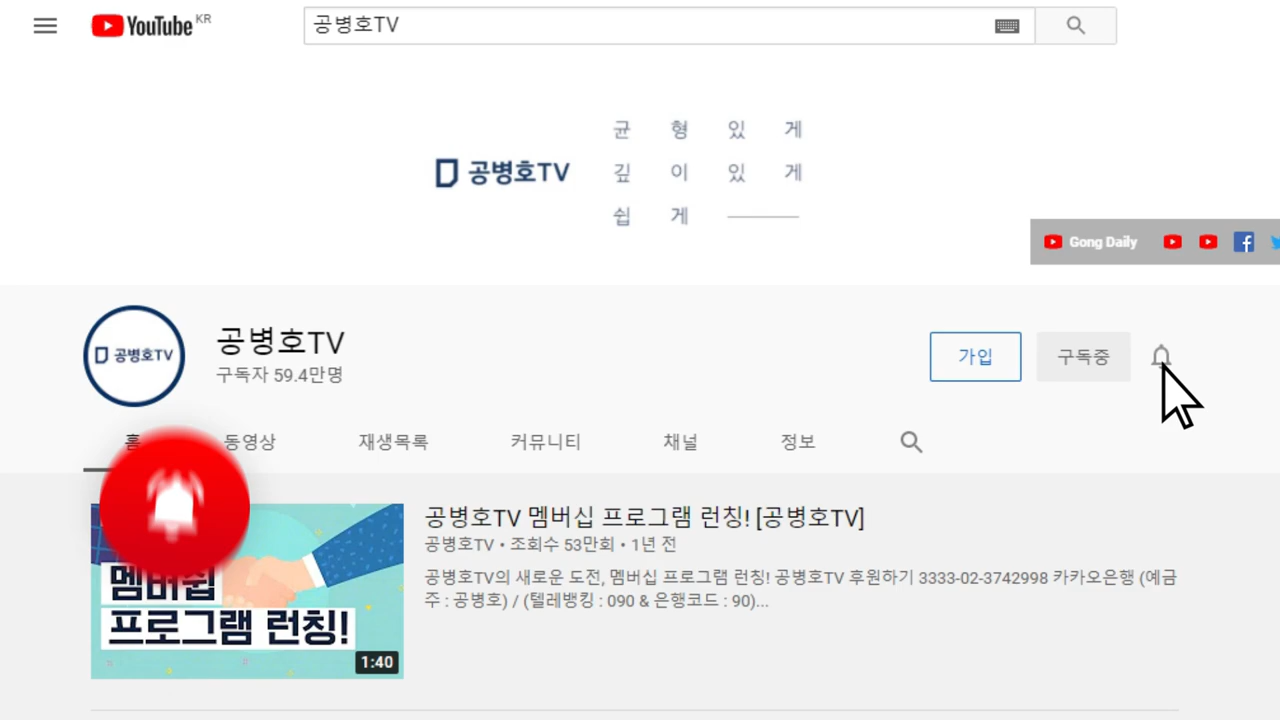 YouTube KR
공병호TV
균 형 있 게
공병호TV
깊 이 있 게
쉽 게
Gong Daily
공병호TV
공병호TV
구독자 59.4만명
가입
구독중
홈 동영상 재생목록 커뮤니티 채널 정보
공병호TV 멤버십 프로그램 런칭! [공병호TV]
공병호TV • 조회수 53만회 • 1년 전
공병호TV의 새로운 도전, 멤버십 프로그램 런칭! 공병호TV 후원하기 3333-02-3742998 카카오은행 (예금
주 : 공병호) / (텔레뱅킹 : 090 & 은행코드 : 90)...
멤버쉽
프로그램 런칭!
1:40